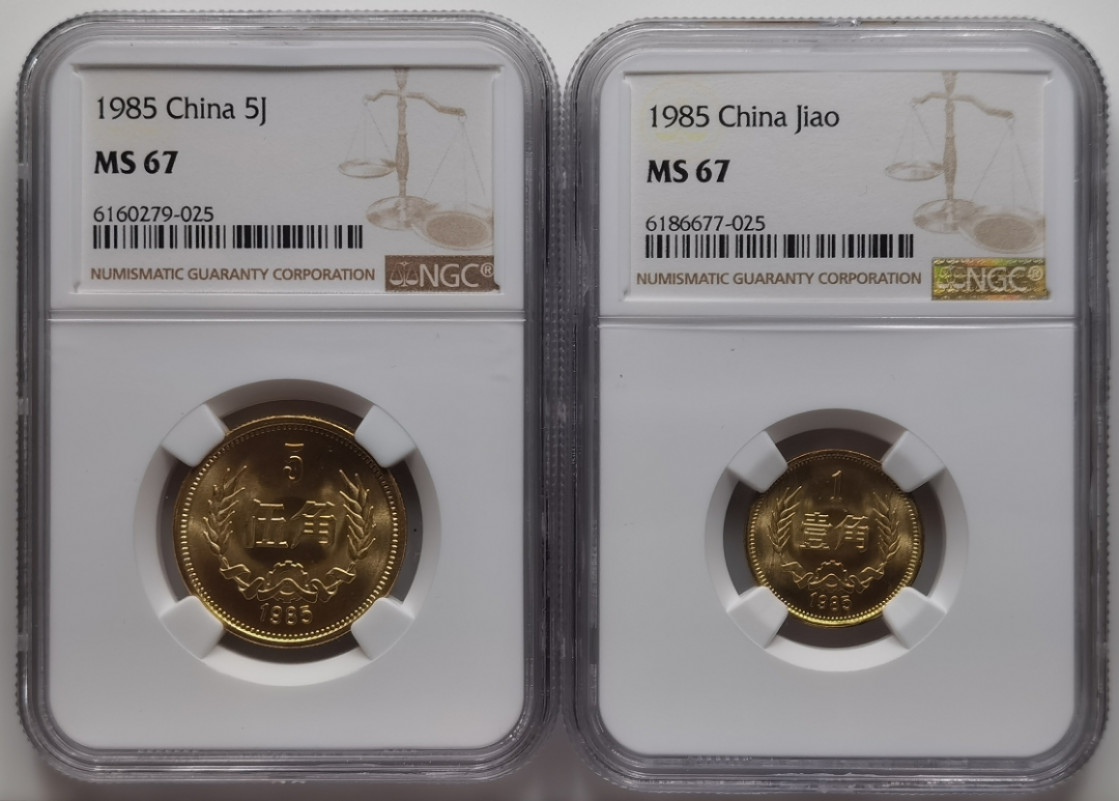 1985 China 5J
MS 67
6160279-025
NUMISMATIC GUARANTY CORPORATION
NGC®
5
伍角
1985
1985 China Jiao
MS 67
6186677-025
NUMISMATIC GUARANTY CORPORATION
NGC®
1
壹角
1985